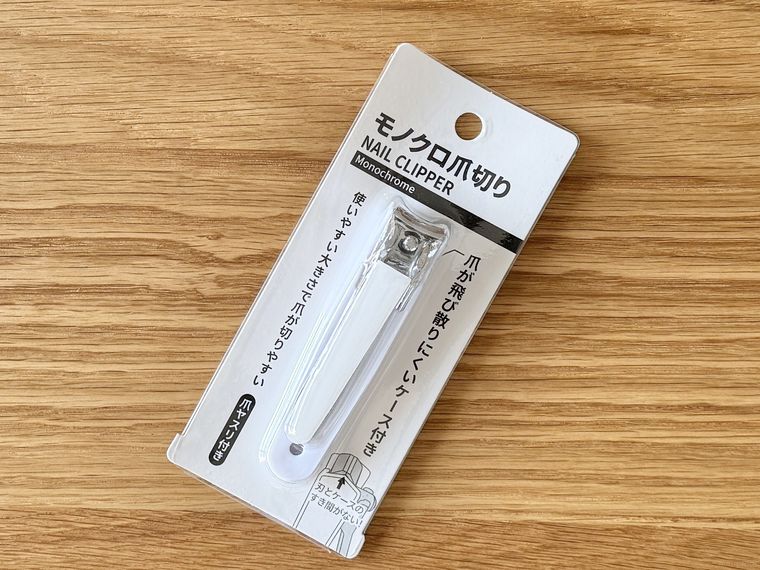 モノクロ爪切り
NAIL CLIPPER
Monochrome
爪が飛び散りにくいケース付き
使いやすい大きさで爪が切りやすい
爪ヤスリ付き
刃とケースの
すき間がない!